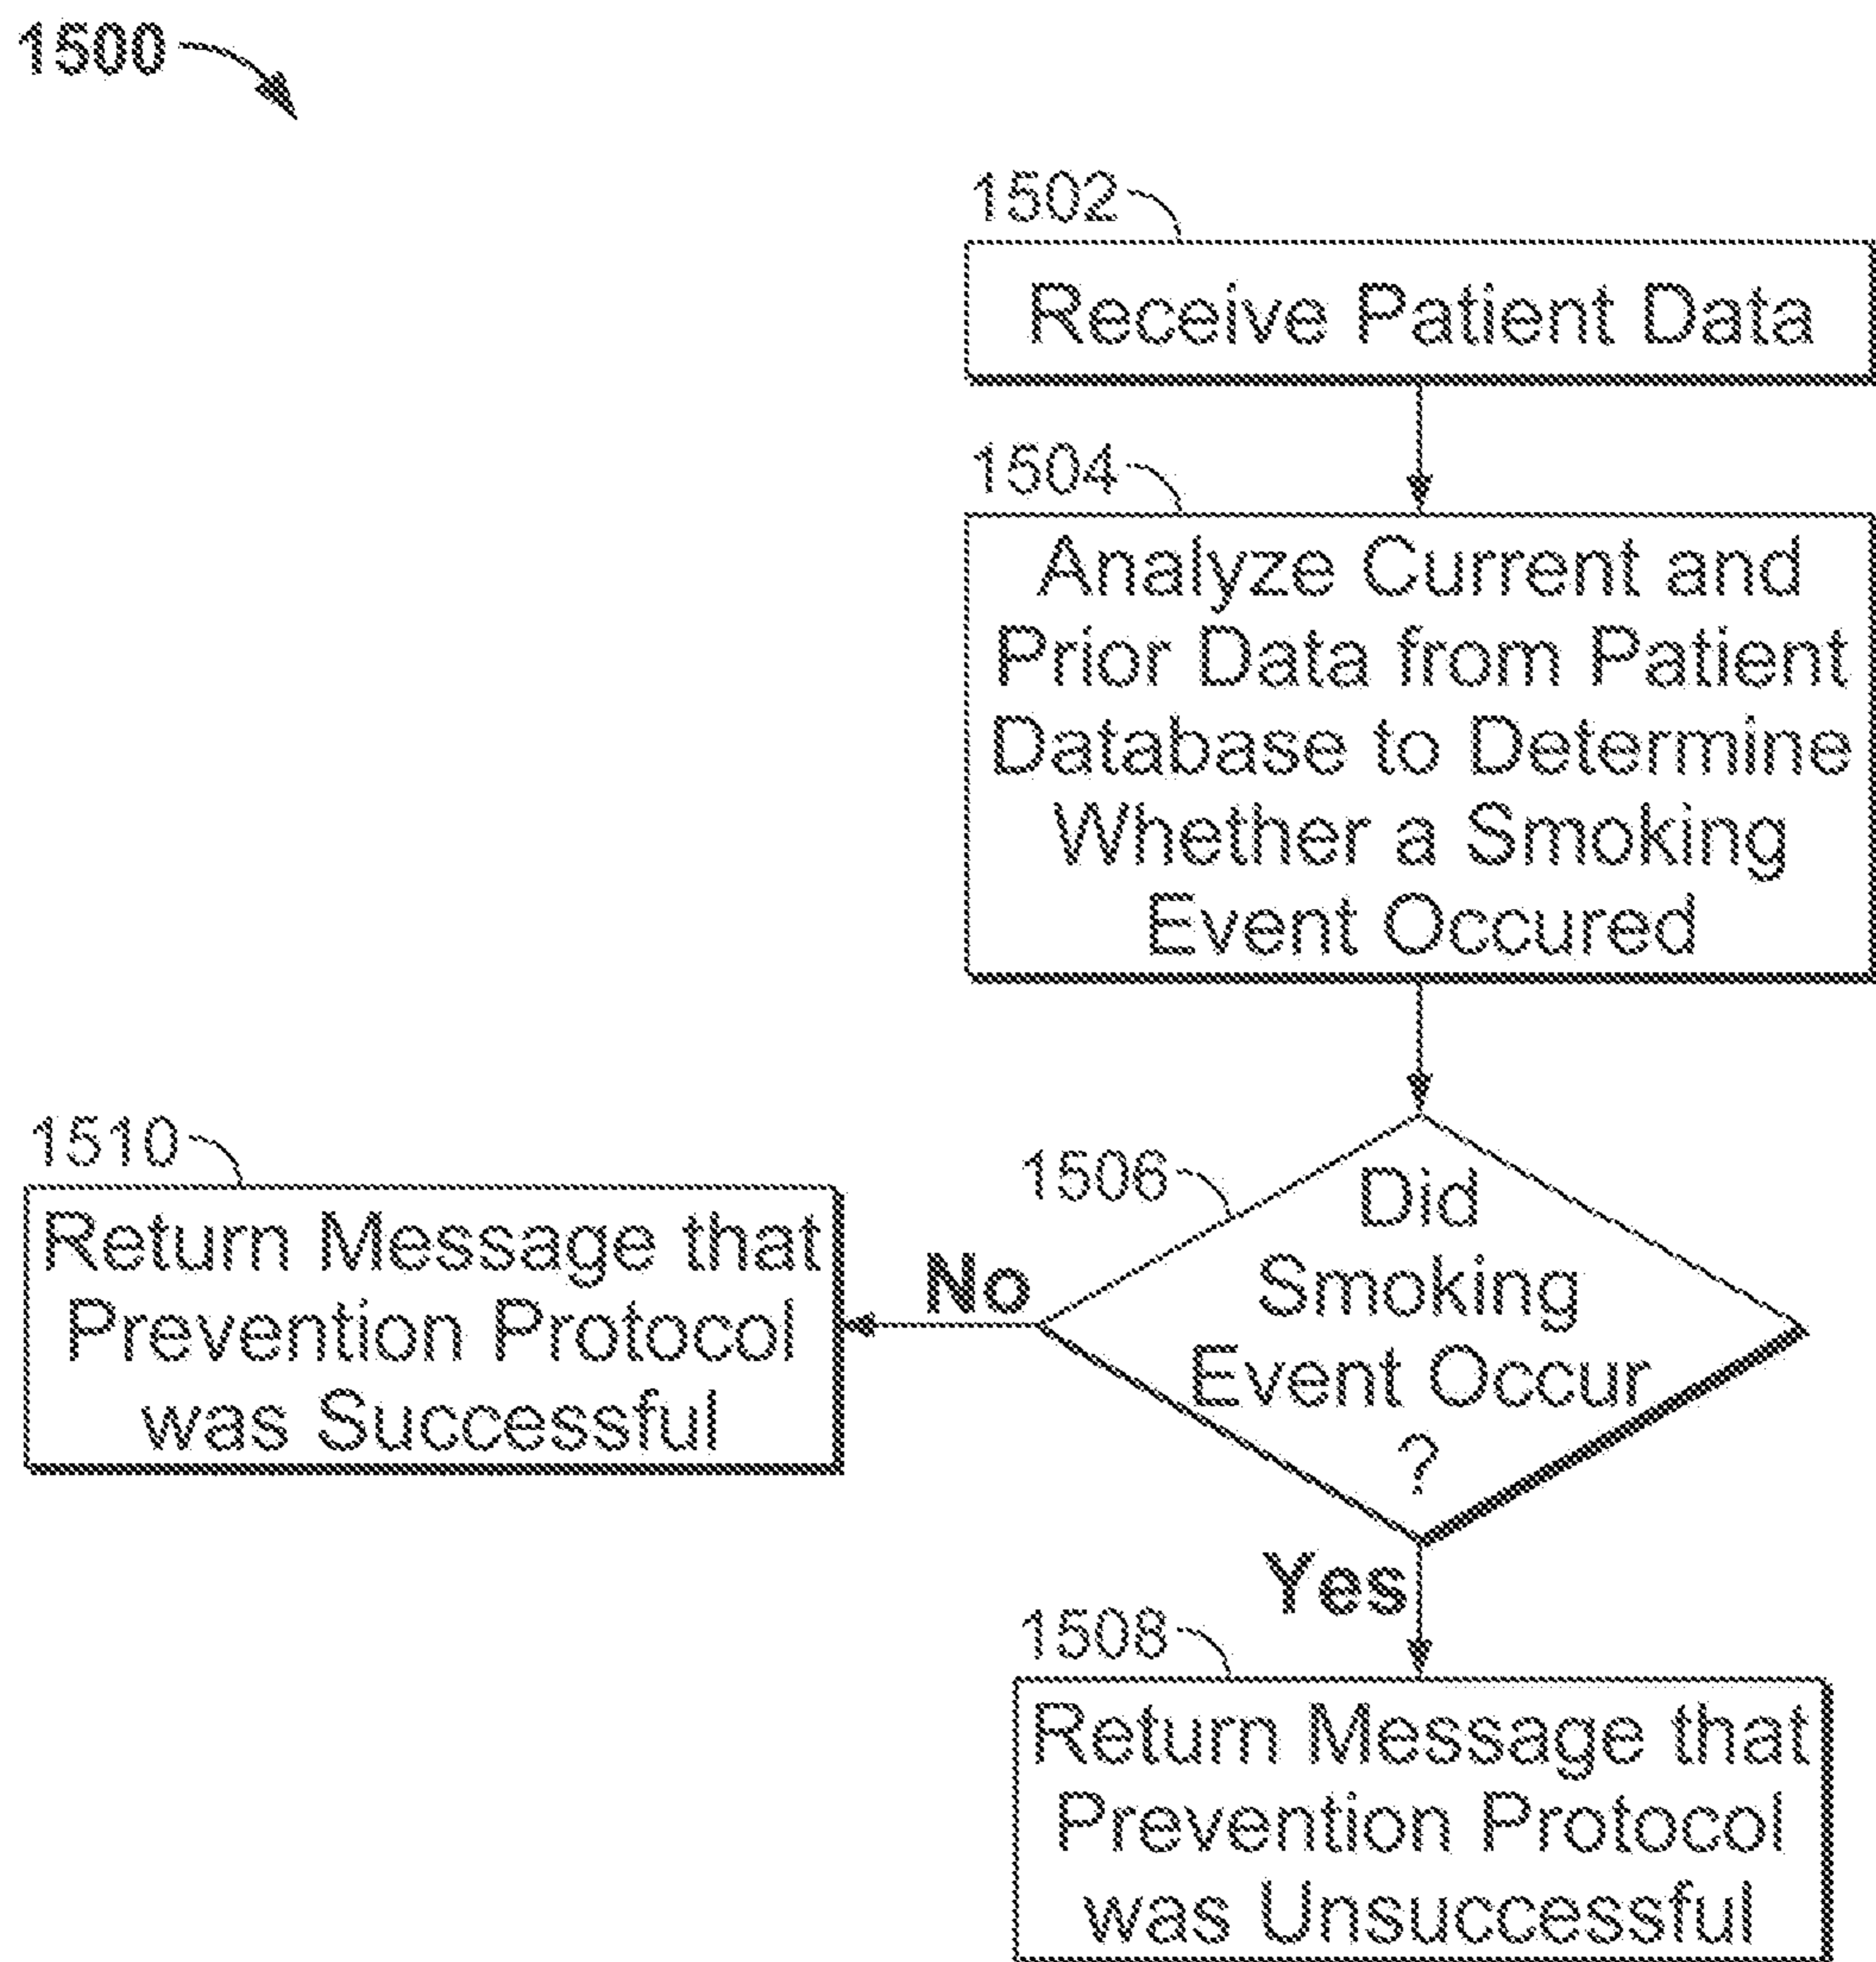 1500
1502
Receive Patient Data
1504
Analyze Current and
Prior Data from Patient
Database to Determine
Whether a Smoking
Event Occured
1506
Did
Smoking
Event Occur
?
No
1510
Return Message that
Prevention Protocol
was Successful
Yes
1508
Return Message that
Prevention Protocol
was Unsuccessful